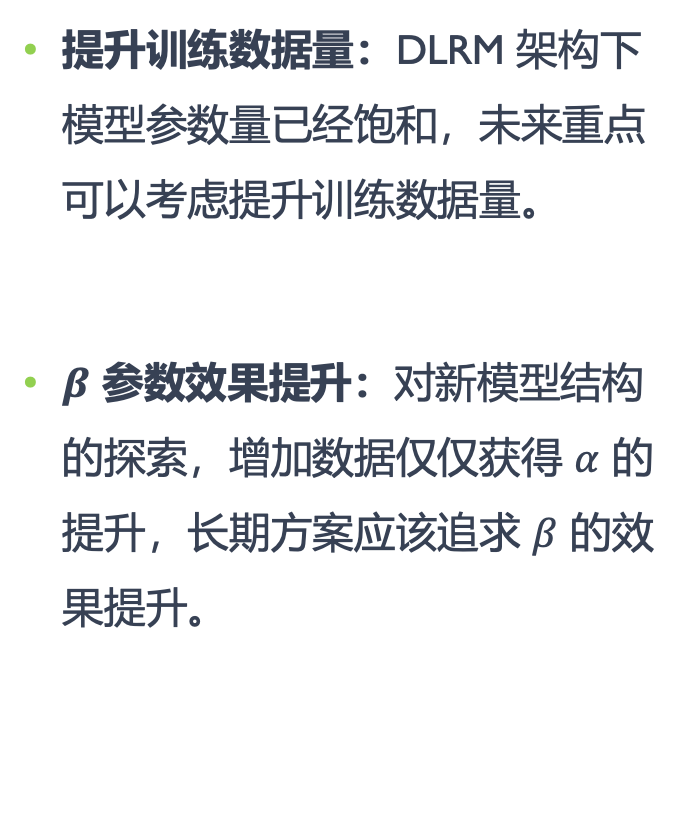 • 提升训练数据量：DLRM 架构下
模型参数量已经饱和，未来重点
可以考虑提升训练数据量。
• β 参数效果提升：对新模型结构
的探索，增加数据仅仅获得 α 的
提升，长期方案应该追求 β 的效
果提升。